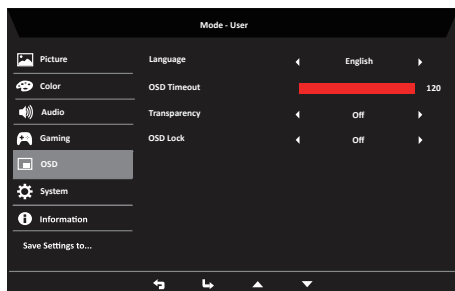 Mode - User
Picture
Language English
Color
OSD Timeout 120
Audio
Transparency Off
Gaming
OSD Lock Off
OSD
System
Information
Save Settings to...